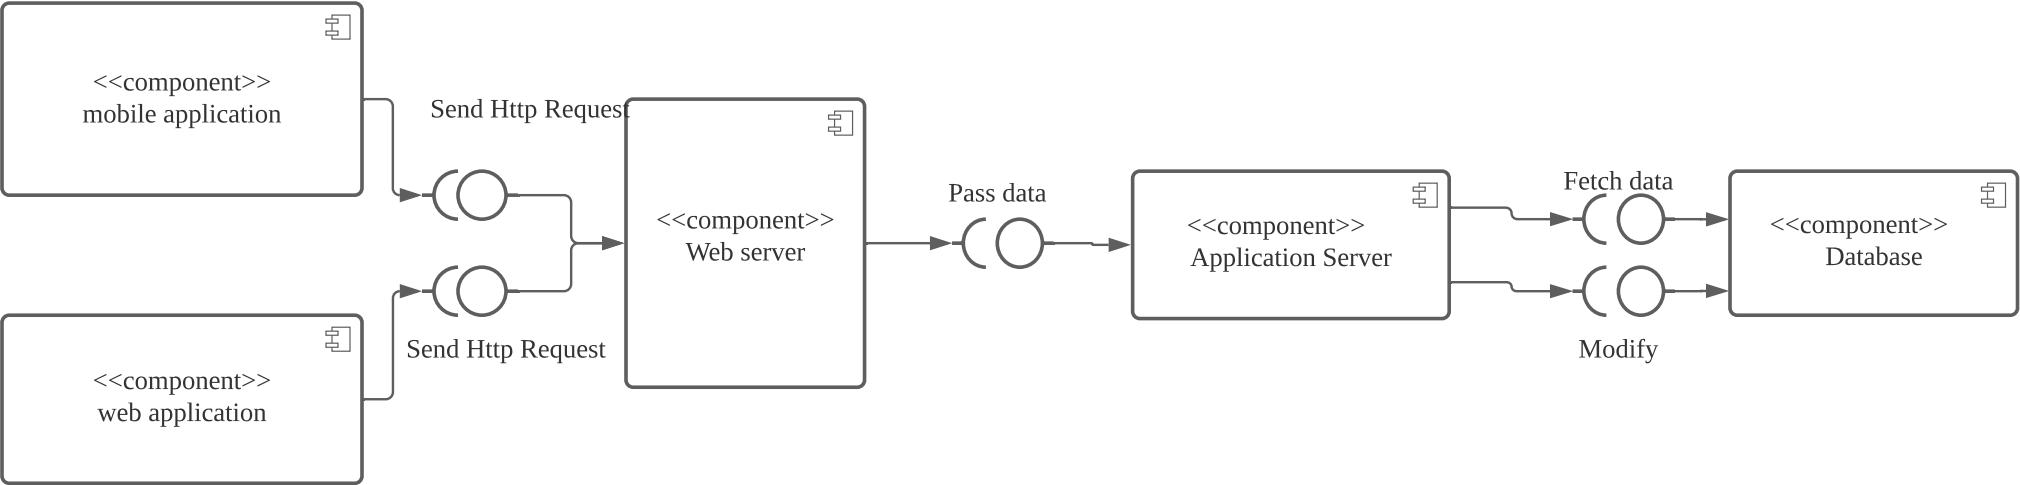 <<component>>
mobile application
Send Http Request
<<component>>
Web server
Send Http Request
<<component>>
web application
Pass data
<<component>>
Application Server
Fetch data
Modify
<<component>>
Database